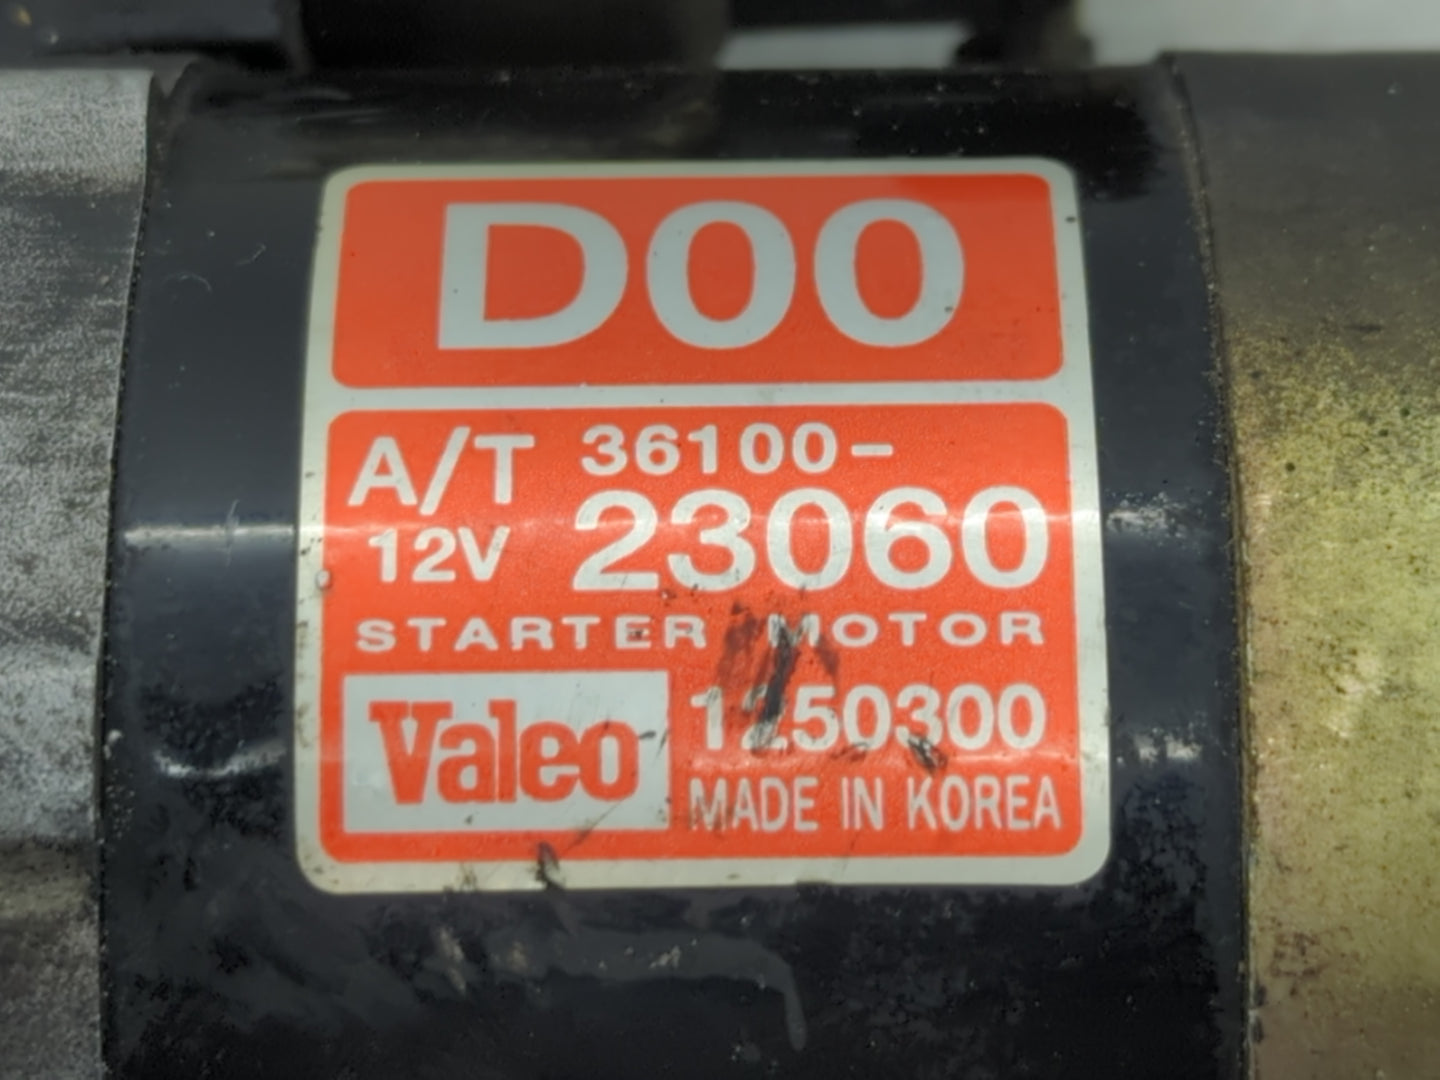 D00
A/T 36100-
12V 23060
STARTER MOTOR
Valeo 1250300
MADE IN KOREA